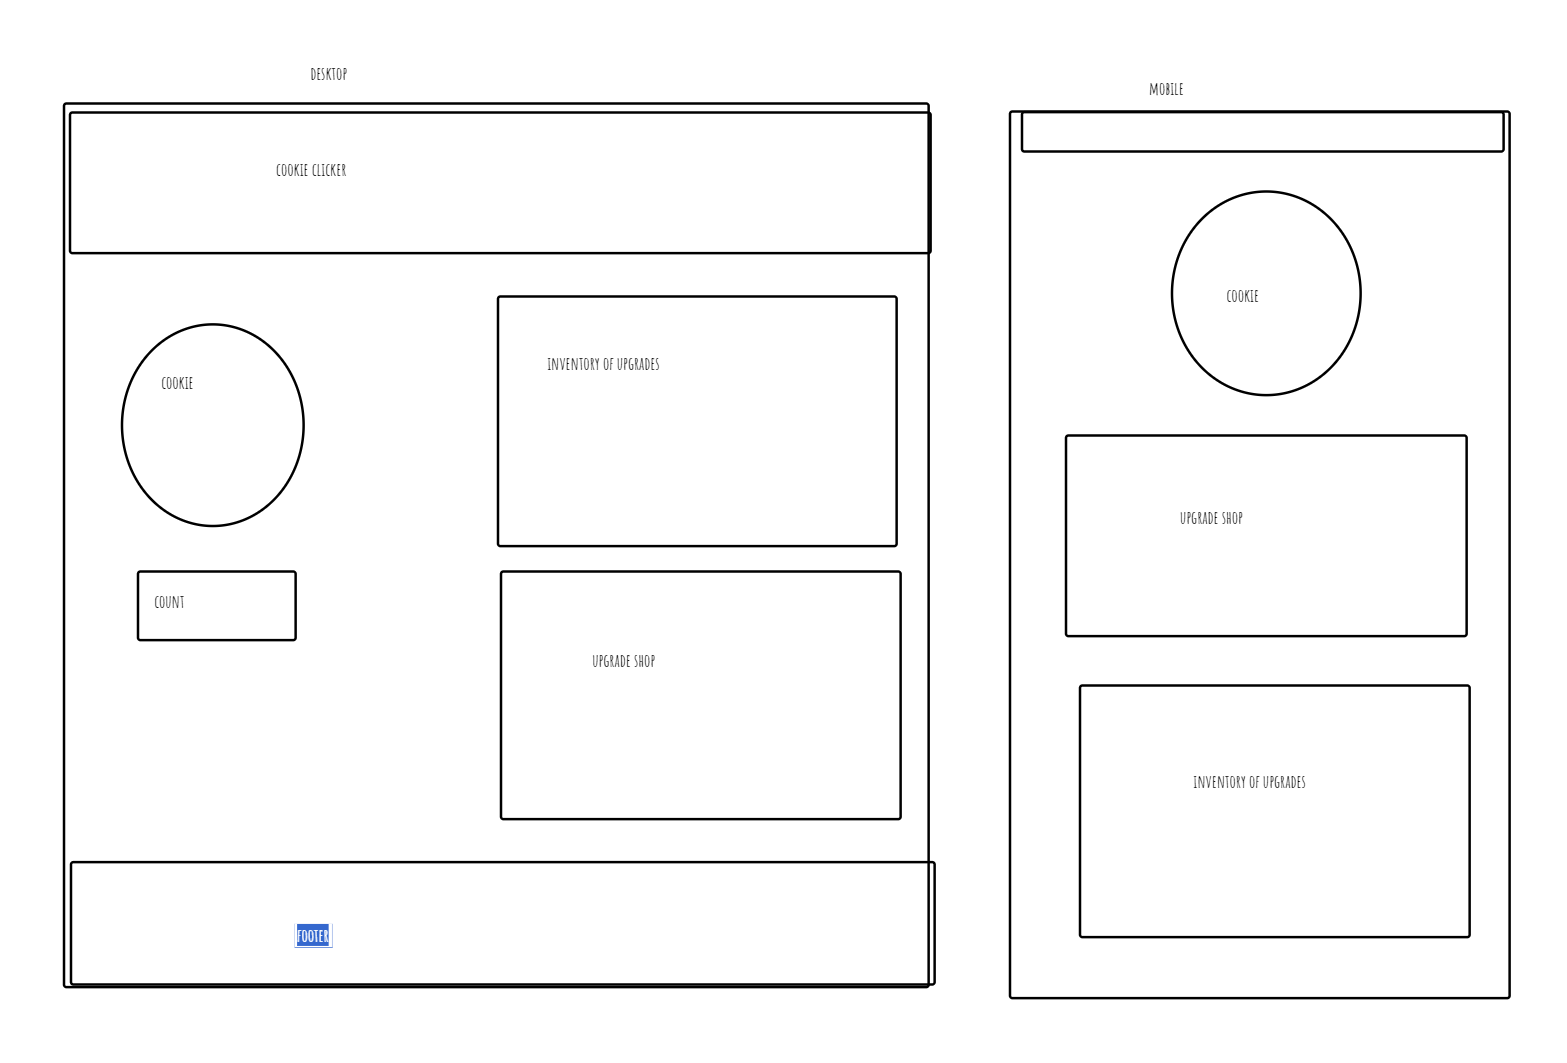 DESKTOP
COOKIE CLICKER
COOKIE
INVENTORY OF UPGRADES
COUNT
UPGRADE SHOP
FOOTER
MOBILE
COOKIE
UPGRADE SHOP
INVENTORY OF UPGRADES